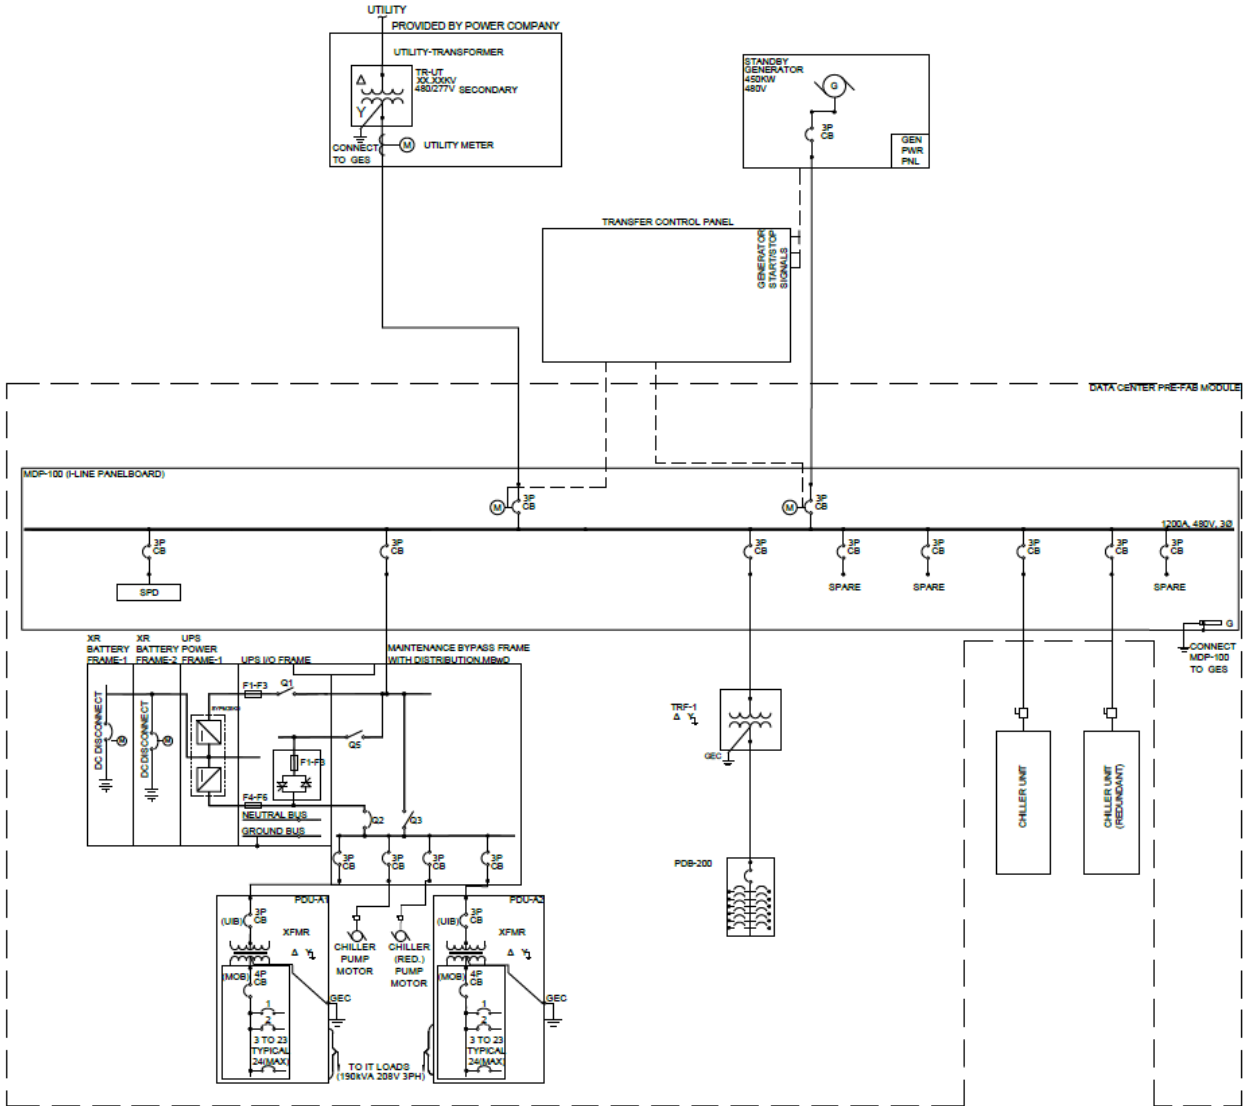 UTILITY
PROVIDED BY POWER COMPANY
UTILITY-TRANSFORMER
TR-UT
XX.XXKV
480/277V SECONDARY
Δ
Y
CONNECT
TO GES
M
UTILITY METER
STANDBY
GENERATOR
450KW
480V
G
3P
CB
GEN
PWR
PNL
TRANSFER CONTROL PANEL
GENERATOR
START/STOP
SIGNALS
DATA CENTER PRE-FAB MODULE
MDP-100 (I-LINE PANELBOARD)
M
3P
CB
M
3P
CB
1200A, 480V, 3Ø
3P
CB
3P
CB
3P
CB
3P
CB
3P
CB
3P
CB
3P
CB
3P
CB
SPD
SPARE
SPARE
SPARE
G
CONNECT
MDP-100
TO GES
XR
BATTERY
FRAME-1
XR
BATTERY
FRAME-2
UPS
POWER
FRAME-1
UPS I/O FRAME
MAINTENANCE BYPASS FRAME
WITH DISTRIBUTION MBwD
DC DISCONNECT
M
DC DISCONNECT
M
F1-F3
Q1
Q5
F1-F3
F4-F6
NEUTRAL BUS
GROUND BUS
Q2
Q3
3P
CB
3P
CB
3P
CB
3P
CB
TRF-1
Δ Y
GEC
PDB-200
CHILLER UNIT
CHILLER UNIT
(REDUNDANT)
PDU-A1
(UIB)
3P
CB
XFMR
Δ Y
(MOB)
4P
CB
GEC
1
2
3 TO 23
TYPICAL
24(MAX)
CHILLER
PUMP
MOTOR
CHILLER
(RED.)
PUMP
MOTOR
TO IT LOADS
(190kVA 208V 3PH)
PDU-A2
(UIB)
3P
CB
XFMR
Δ Y
(MOB)
4P
CB
GEC
1
2
3 TO 23
TYPICAL
24(MAX)